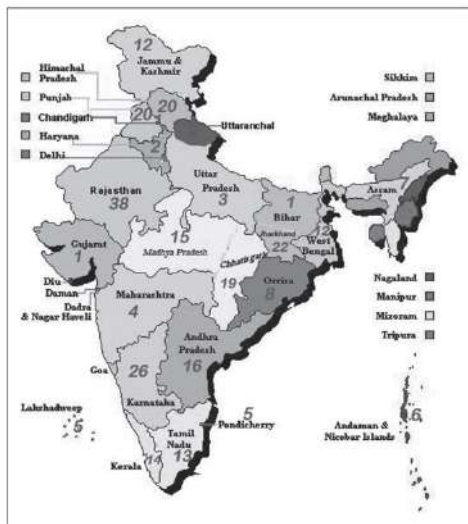 12
Jammu &
Kashmir
Himachal
Pradesh
Punjab
Chandigarh
Haryana
Delhi
20
20
2
Uttaranchal
Sikkim
Arunachal Pradesh
Meghalaya
Rajasthan
38
Uttar
Pradesh
3
1
Bihar
Assam
Gujarat
1
15
Madhya Pradesh
Jharkhand
22
12
West
Bengal
Chhattisgarh
19
Diu
Daman
Dadra
& Nagar Haveli
Maharashtra
4
Orrisa
8
Nagaland
Manipur
Mizoram
Tripura
Andhra
Pradesh
16
Goa
26
Karnataka
Lakshadweep
5
5
Pondicherry
Tamil
Nadu
13
14
Kerala
Andaman &
Nicobar Islands
6